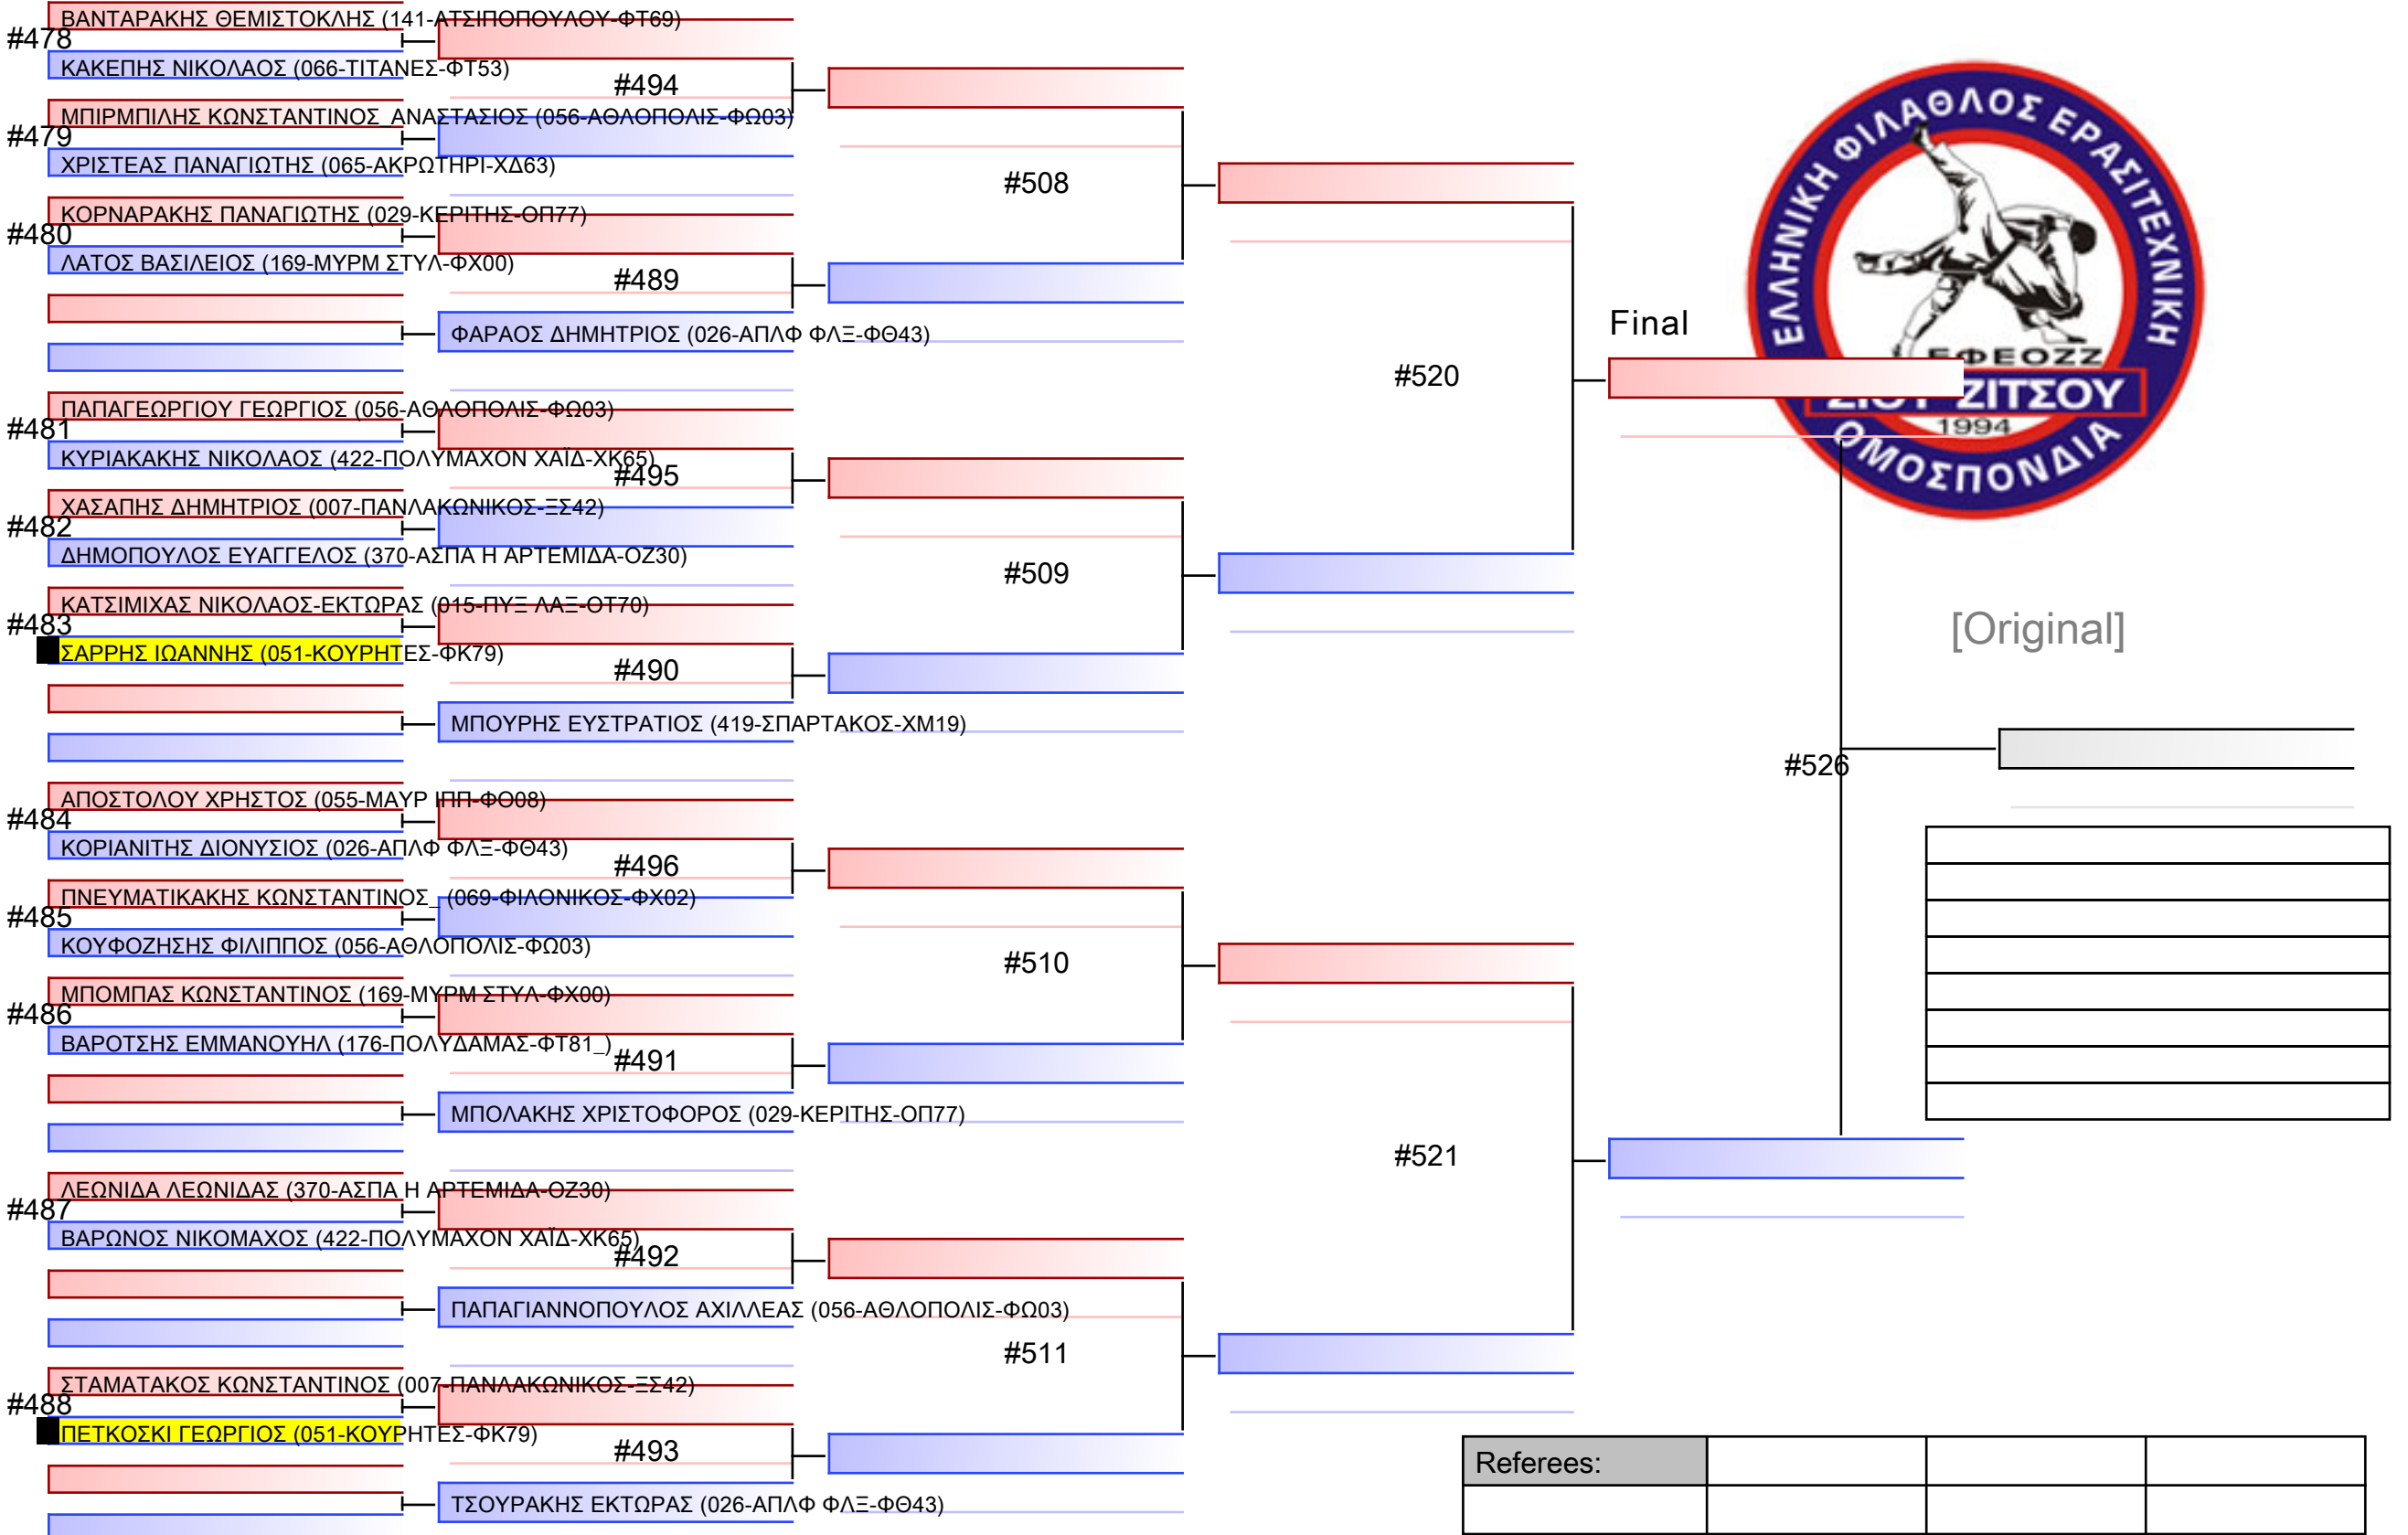 ΒΑΝΤΑΡΑΚΗΣ ΘΕΜΙΣΤΟΚΛΗΣ (141-ΑΤΣΙΠΟΠΟΥΛΟΥ-ΦΤ69)
#478
ΚΑΚΕΠΗΣ ΝΙΚΟΛΑΟΣ (066-ΤΙΤΑΝΕΣ-ΦΤ53)
#494
ΜΠΙΡΜΠΙΛΗΣ ΚΩΝΣΤΑΝΤΙΝΟΣ_ΑΝΑΣΤΑΣΙΟΣ (056-ΑΘΛΟΠΟΛΙΣ-ΦΩ03)
#479
ΧΡΙΣΤΕΑΣ ΠΑΝΑΓΙΩΤΗΣ (065-ΑΚΡΩΤΗΡΙ-ΧΔ63)
#508
ΚΟΡΝΑΡΑΚΗΣ ΠΑΝΑΓΙΩΤΗΣ (029-ΚΕΡΙΤΗΣ-ΟΠ77)
#480
ΛΑΤΟΣ ΒΑΣΙΛΕΙΟΣ (169-ΜΥΡΜ ΣΤΥΛ-ΦΧ00)
#489
ΦΑΡΑΟΣ ΔΗΜΗΤΡΙΟΣ (026-ΑΠΛΦ ΦΛΞ-ΦΘ43)
Final
#520
ΠΑΠΑΓΕΩΡΓΙΟΥ ΓΕΩΡΓΙΟΣ (056-ΑΘΛΟΠΟΛΙΣ-ΦΩ03)
#481
ΚΥΡΙΑΚΑΚΗΣ ΝΙΚΟΛΑΟΣ (422-ΠΟΛΥΜΑΧΟΝ ΧΑΪΔ-ΧΚ65)
#495
ΧΑΣΑΠΗΣ ΔΗΜΗΤΡΙΟΣ (007-ΠΑΝΛΑΚΩΝΙΚΟΣ-ΞΣ42)
#482
ΔΗΜΟΠΟΥΛΟΣ ΕΥΑΓΓΕΛΟΣ (370-ΑΣΠΑ Η ΑΡΤΕΜΙΔΑ-ΟΖ30)
#509
ΚΑΤΣΙΜΙΧΑΣ ΝΙΚΟΛΑΟΣ-ΕΚΤΩΡΑΣ (015-ΠΥΞ ΛΑΞ-ΟΤ70)
#483
ΣΑΡΡΗΣ ΙΩΑΝΝΗΣ (051-ΚΟΥΡΗΤΕΣ-ΦΚ79)
#490
ΜΠΟΥΡΗΣ ΕΥΣΤΡΑΤΙΟΣ (419-ΣΠΑΡΤΑΚΟΣ-ΧΜ19)
ΑΠΟΣΤΟΛΟΥ ΧΡΗΣΤΟΣ (055-ΜΑΥΡ ΙΠΠ-ΦΟ08)
#484
ΚΟΡΙΑΝΙΤΗΣ ΔΙΟΝΥΣΙΟΣ (026-ΑΠΛΦ ΦΛΞ-ΦΘ43)
#496
ΠΝΕΥΜΑΤΙΚΑΚΗΣ ΚΩΝΣΤΑΝΤΙΝΟΣ_ (069-ΦΙΛΟΝΙΚΟΣ-ΦΧ02)
#485
ΚΟΥΦΟΖΗΣΗΣ ΦΙΛΙΠΠΟΣ (056-ΑΘΛΟΠΟΛΙΣ-ΦΩ03)
#510
ΜΠΟΜΠΑΣ ΚΩΝΣΤΑΝΤΙΝΟΣ (169-ΜΥΡΜ ΣΤΥΛ-ΦΧ00)
#486
ΒΑΡΟΤΣΗΣ ΕΜΜΑΝΟΥΗΛ (176-ΠΟΛΥΔΑΜΑΣ-ΦΤ81_)
#491
ΜΠΟΛΑΚΗΣ ΧΡΙΣΤΟΦΟΡΟΣ (029-ΚΕΡΙΤΗΣ-ΟΠ77)
#521
ΛΕΩΝΙΔΑ ΛΕΩΝΙΔΑΣ (370-ΑΣΠΑ Η ΑΡΤΕΜΙΔΑ-ΟΖ30)
#487
ΒΑΡΩΝΟΣ ΝΙΚΟΜΑΧΟΣ (422-ΠΟΛΥΜΑΧΟΝ ΧΑΪΔ-ΧΚ65)
#492
ΠΑΠΑΓΙΑΝΝΟΠΟΥΛΟΣ ΑΧΙΛΛΕΑΣ (056-ΑΘΛΟΠΟΛΙΣ-ΦΩ03)
#511
ΣΤΑΜΑΤΑΚΟΣ ΚΩΝΣΤΑΝΤΙΝΟΣ (007-ΠΑΝΛΑΚΩΝΙΚΟΣ-ΞΣ42)
#488
ΠΕΤΚΟΣΚΙ ΓΕΩΡΓΙΟΣ (051-ΚΟΥΡΗΤΕΣ-ΦΚ79)
#493
ΤΣΟΥΡΑΚΗΣ ΕΚΤΩΡΑΣ (026-ΑΠΛΦ ΦΛΞ-ΦΘ43)
ΕΛΛΗΝΙΚΗ ΦΙΛΑΘΛΟΣ ΕΡΑΣΙΤΕΧΝΙΚΗ
ΕΦΕΟΖΖ
ΖΙΤΣΟΥ
1994
ΟΜΟΣΠΟΝΔΙΑ
[Original]
#526
Referees: